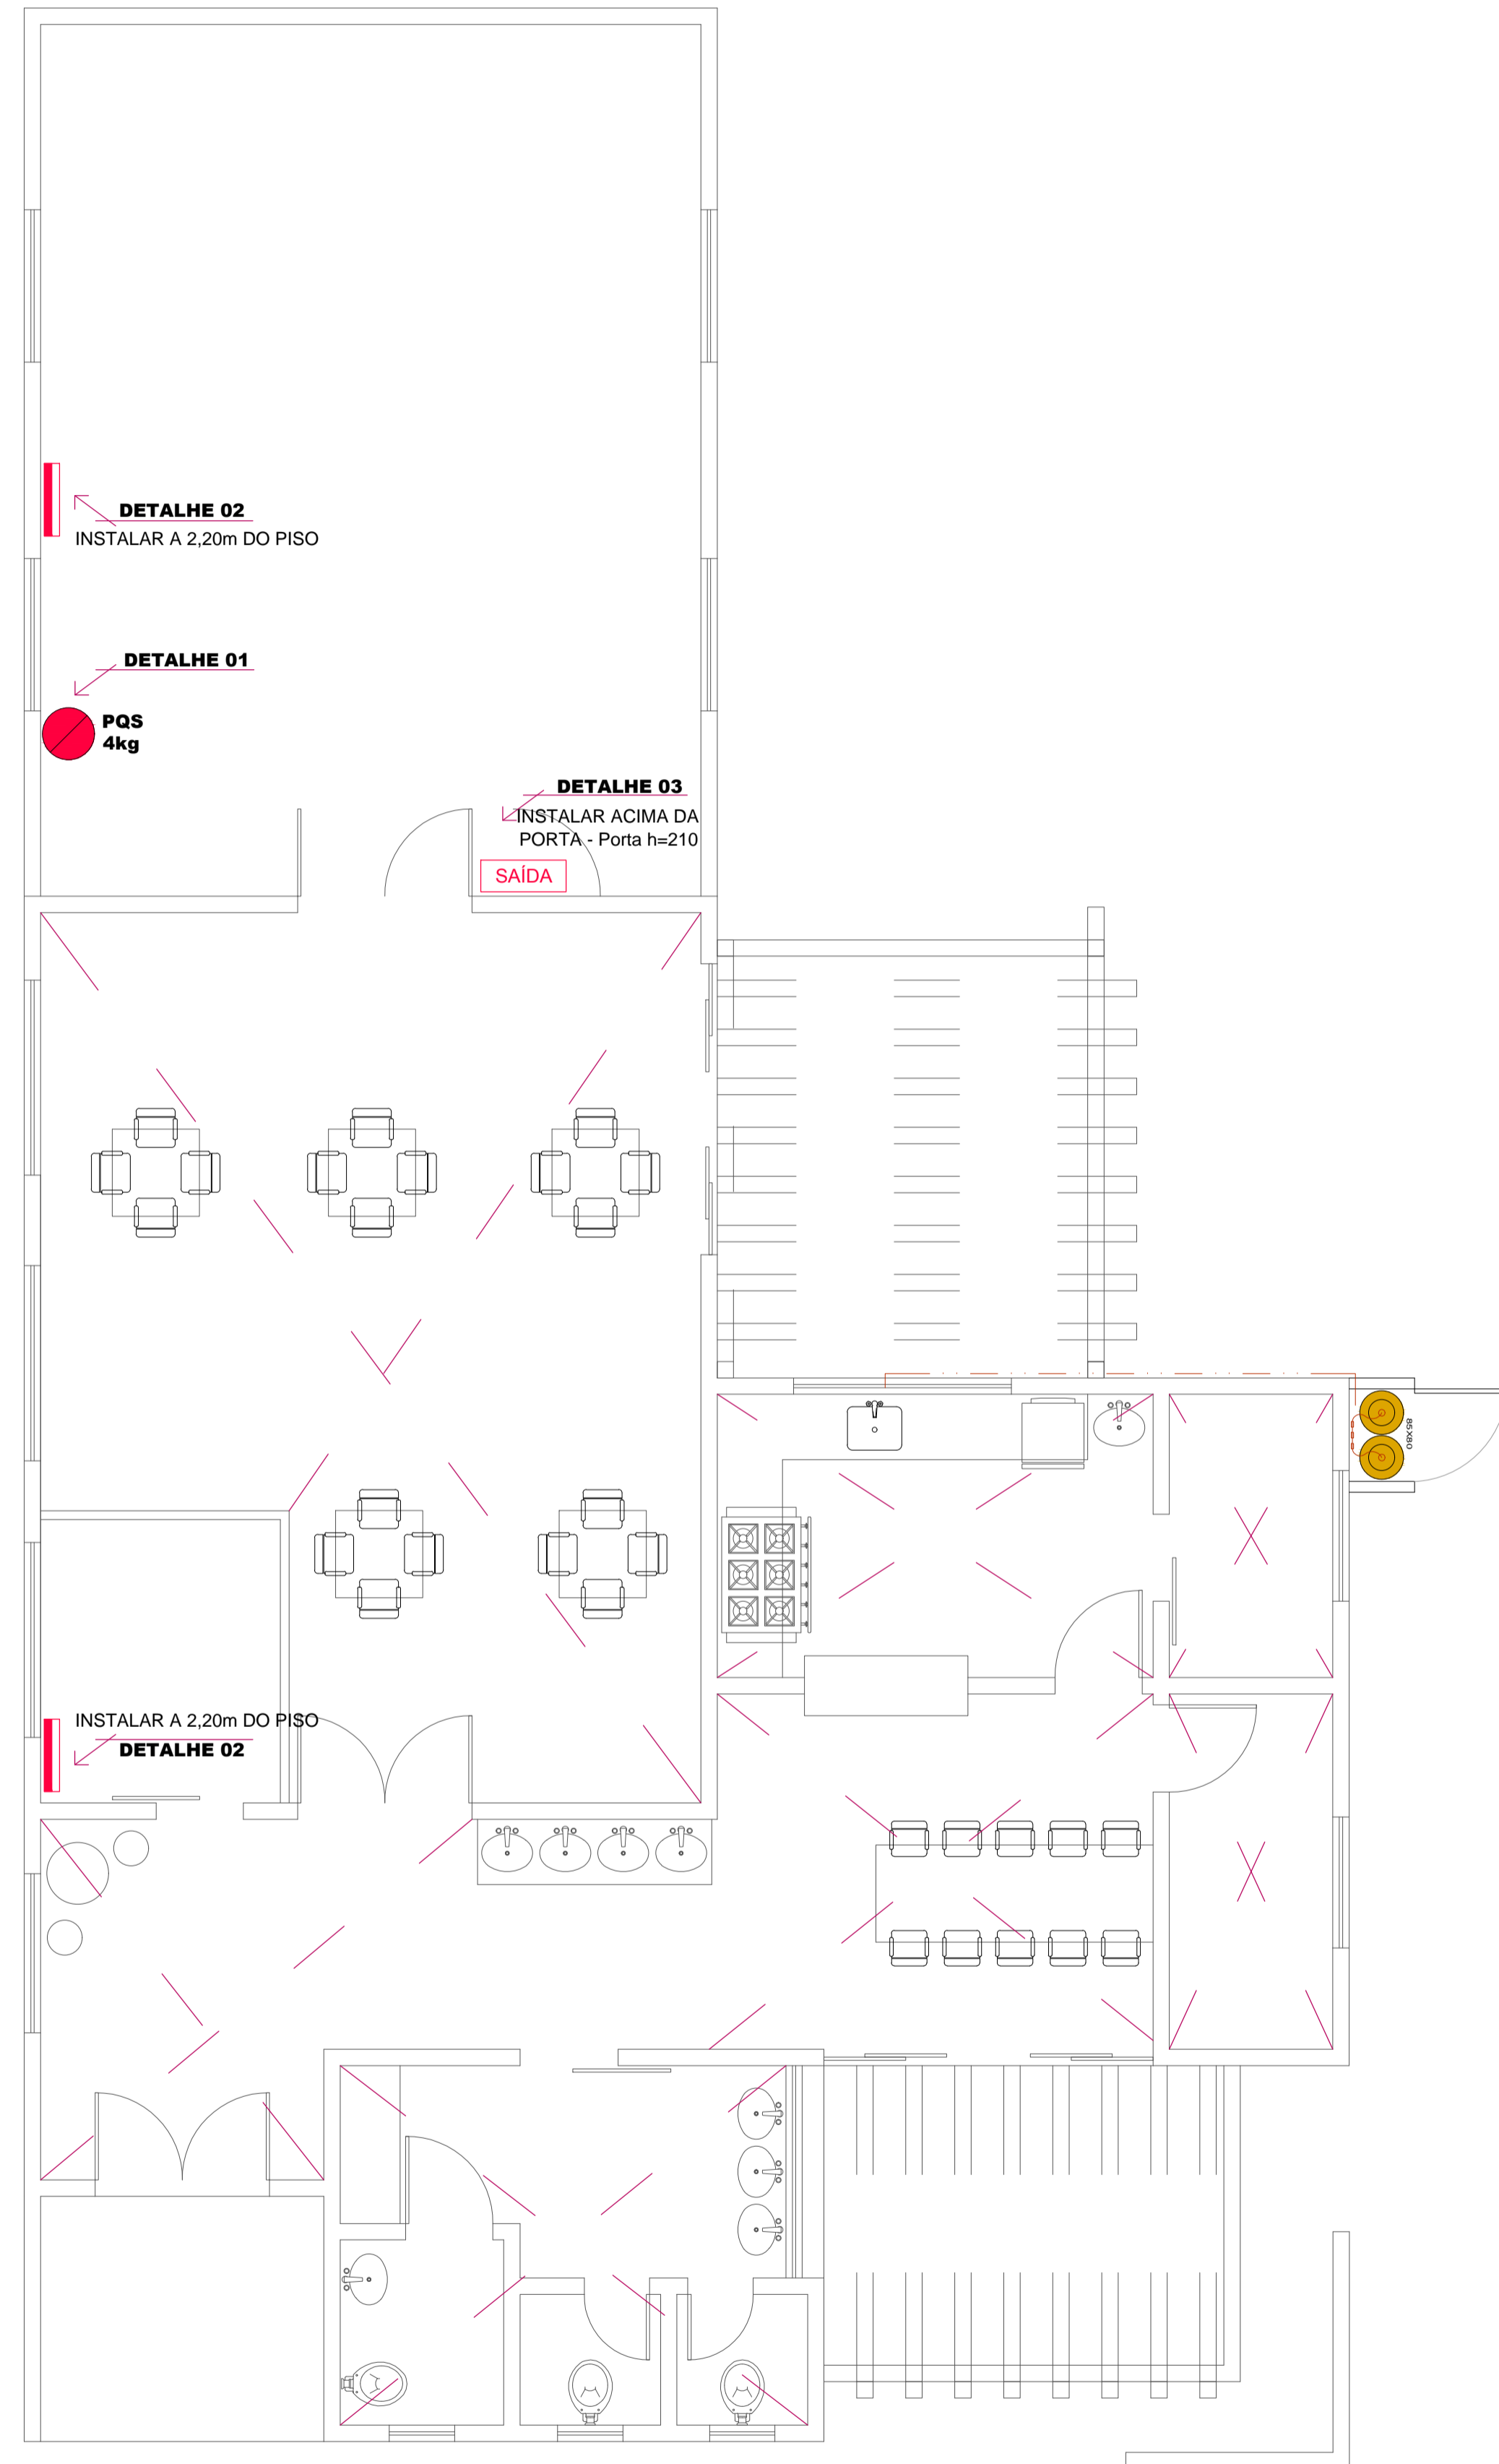 DETALHE 02
INSTALAR A 2,20m DO PISO
DETALHE 01
PQS
4kg
DETALHE 03
INSTALAR ACIMA DA
PORTA - Porta h=210
SAÍDA
85X80
INSTALAR A 2,20m DO PISO
DETALHE 02